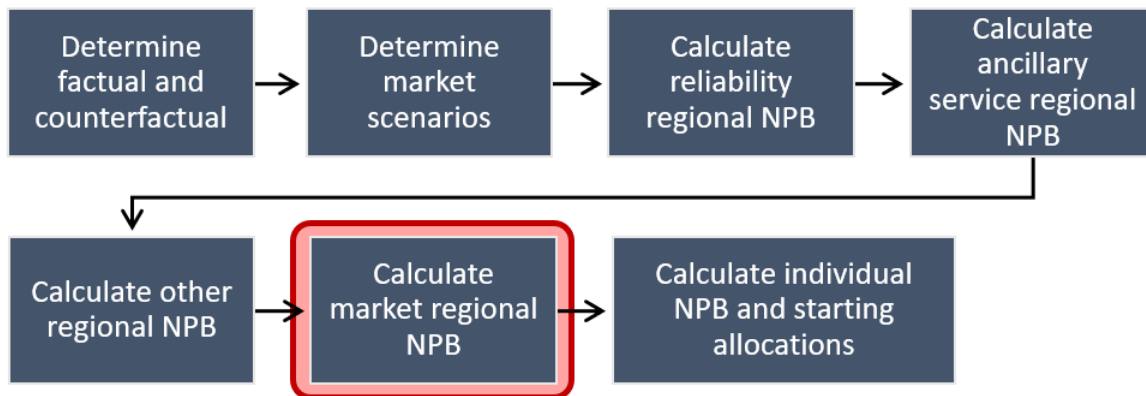 Determine
factual and
counterfactual
Determine
market
scenarios
Calculate
reliability
regional NPB
Calculate
ancillary
service regional
NPB
Calculate other
regional NPB
Calculate
market regional
NPB
Calculate individual
NPB and starting
allocations